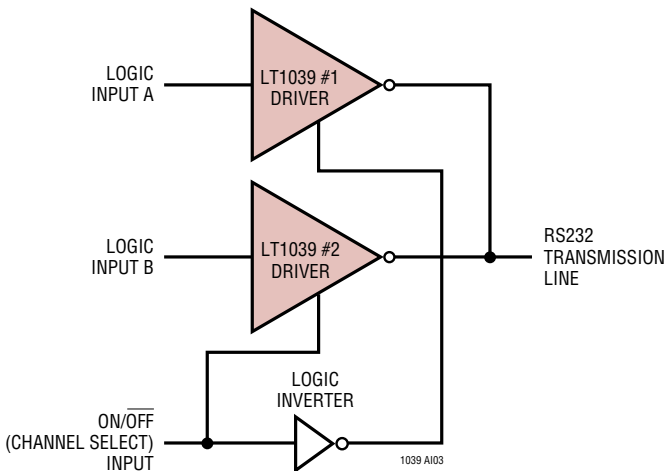 LOGIC
INPUT A
LT1039 #1
DRIVER
LOGIC
INPUT B
LT1039 #2
DRIVER
RS232
TRANSMISSION
LINE
LOGIC
INVERTER
ON/OFF
(CHANNEL SELECT)
INPUT
1039 AI03